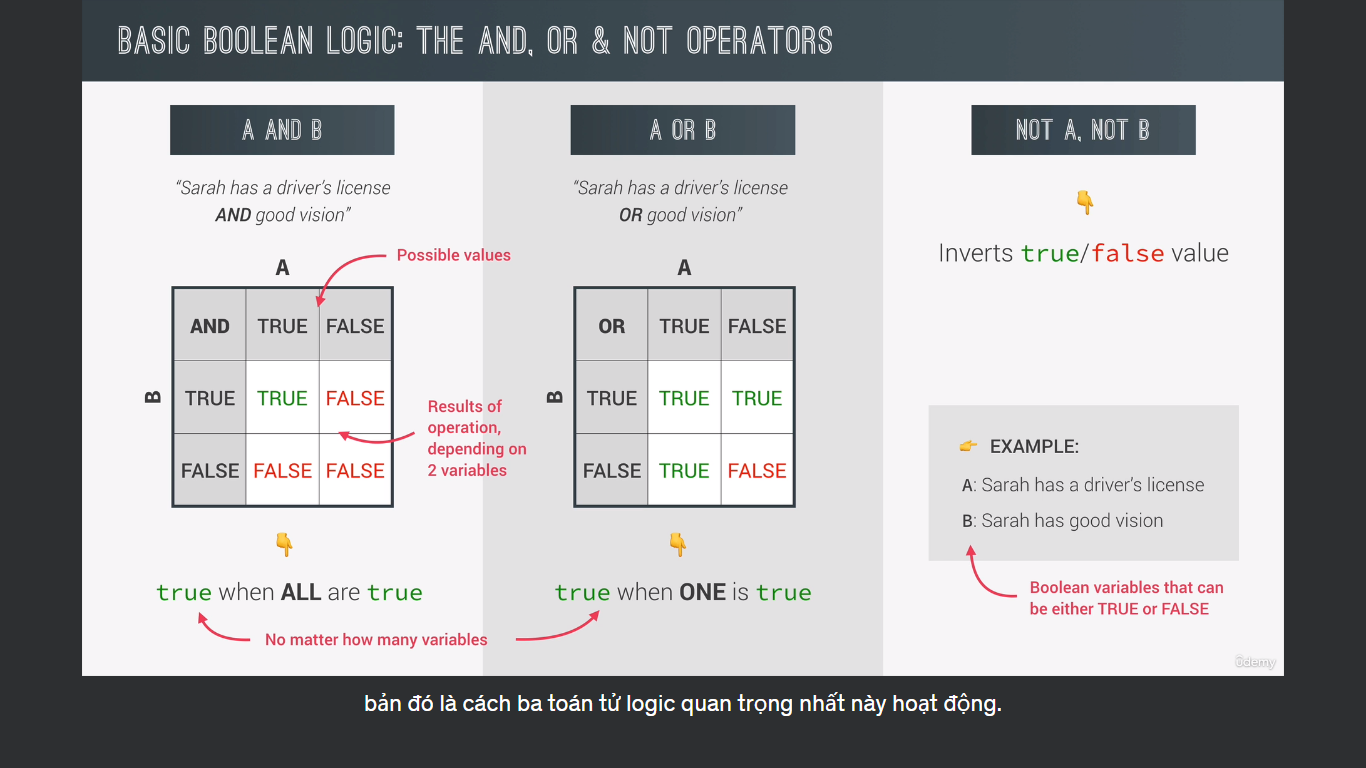 BASIC BOOLEAN LOGIC: THE AND, OR & NOT OPERATORS
A AND B
“Sarah has a driver’s license
AND good vision”
Possible values
A
AND TRUE FALSE
B
TRUE TRUE FALSE
FALSE FALSE FALSE
Results of
operation,
depending on
2 variables
true when ALL are true
No matter how many variables
A OR B
“Sarah has a driver’s license
OR good vision”
A
OR TRUE FALSE
B
TRUE TRUE TRUE
FALSE TRUE FALSE
true when ONE is true
NOT A, NOT B
Inverts true/false value
EXAMPLE:
A: Sarah has a driver’s license
B: Sarah has good vision
Boolean variables that can
be either TRUE or FALSE
ûdemy
bản đó là cách ba toán tử logic quan trọng nhất này hoạt động.